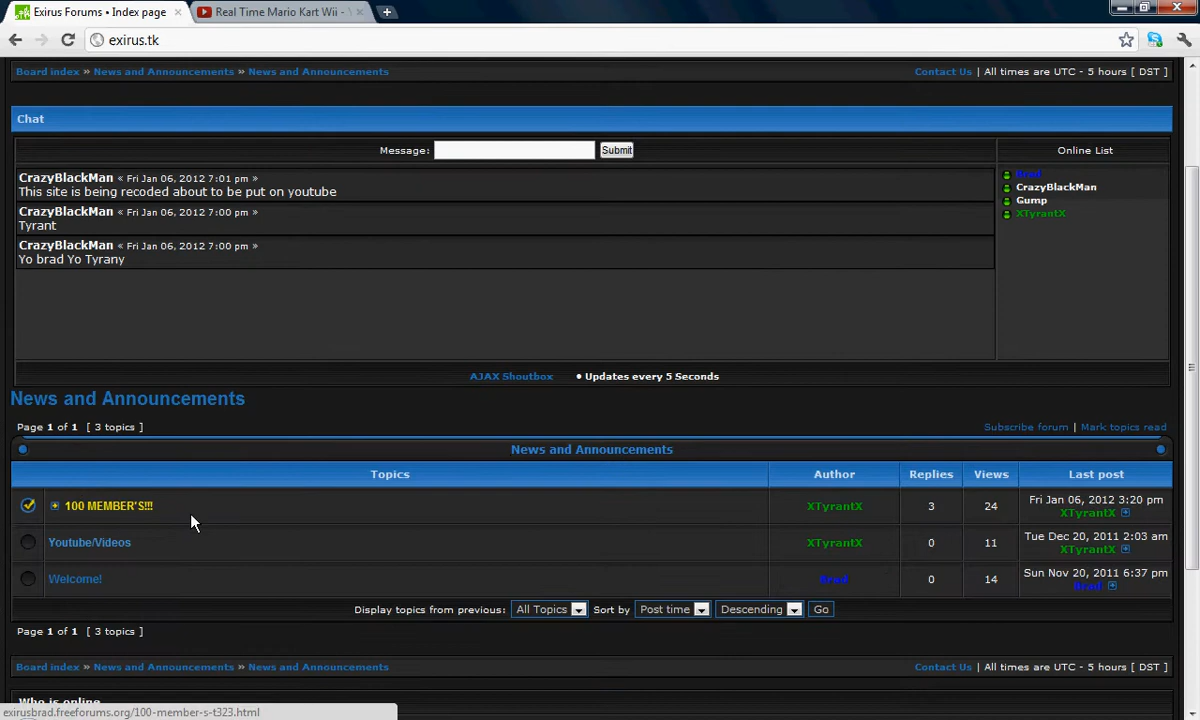 Exirus Forums • Index page
Real Time Mario Kart Wii -
exirus.tk
Board index » News and Announcements » News and Announcements
Contact Us | All times are UTC - 5 hours [ DST ]
Chat
Message: Submit
Online List
CrazyBlackMan « Fri Jan 06, 2012 7:01 pm »
This site is being recoded about to be put on youtube
CrazyBlackMan « Fri Jan 06, 2012 7:00 pm »
Tyrant
CrazyBlackMan « Fri Jan 06, 2012 7:00 pm »
Yo brad Yo Tyrany
Brad
CrazyBlackMan
Gump
XTyrantX
AJAX Shoutbox • Updates every 5 Seconds
News and Announcements
Page 1 of 1 [ 3 topics ]
Subscribe forum | Mark topics read
News and Announcements
Topics Author Replies Views Last post
100 MEMBER'S!!! XTyrantX 3 24 Fri Jan 06, 2012 3:20 pm
XTyrantX
Youtube/Videos XTyrantX 0 11 Tue Dec 20, 2011 2:03 am
XTyrantX
Welcome! Brad 0 14 Sun Nov 20, 2011 6:37 pm
Brad
Display topics from previous: All Topics Sort by Post time Descending Go
Page 1 of 1 [ 3 topics ]
Board index » News and Announcements » News and Announcements
Contact Us | All times are UTC - 5 hours [ DST ]
Who is online
exirusbrad.freeforums.org/100-member-s-t323.html